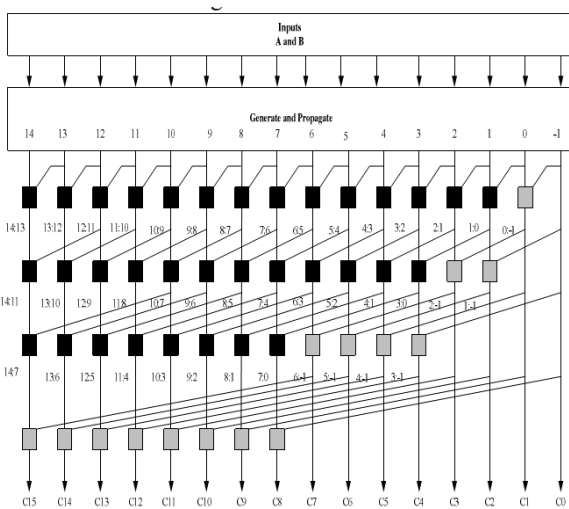 Inputs
A and B
Generate and Propagate
14 13 12 11 10 9 8 7 6 5 4 3 2 1 0 -1
14:13 13:12 12:11 11:10 10:9 9:8 8:7 7:6 6:5 5:4 4:3 3:2 2:1 1:0 0:-1
14:11 13:10 12:9 11:8 10:7 9:6 8:5 7:4 6:3 5:2 4:1 3:0 2:-1 1:-1
14:7 13:6 12:5 11:4 10:3 9:2 8:1 7:0 6:-1 5:-1 4:-1 3:-1
C15 C14 C13 C12 C11 C10 C9 C8 C7 C6 C5 C4 C3 C2 C1 C0